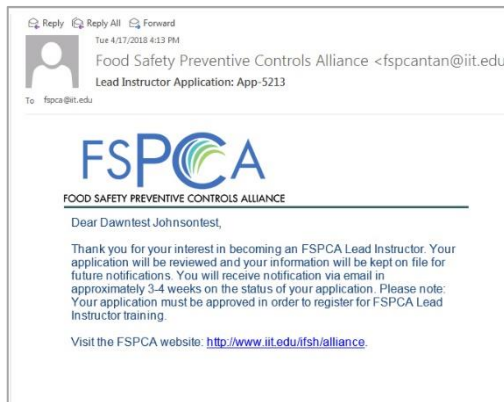 Reply Reply All Forward
Tue 4/17/2018 4:13 PM
Food Safety Preventive Controls Alliance <fspcantan@iit.edu
Lead Instructor Application: App-5213
To fspca@iit.edu
FSPCA
FOOD SAFETY PREVENTIVE CONTROLS ALLIANCE
Dear Dawntest Johnsontest,
Thank you for your interest in becoming an FSPCA Lead Instructor. Your
application will be reviewed and your information will be kept on file for
future notifications. You will receive notification via email in
approximately 3-4 weeks on the status of your application. Please note:
Your application must be approved in order to register for FSPCA Lead
Instructor training.
Visit the FSPCA website: http://www.iit.edu/ifsh/alliance.